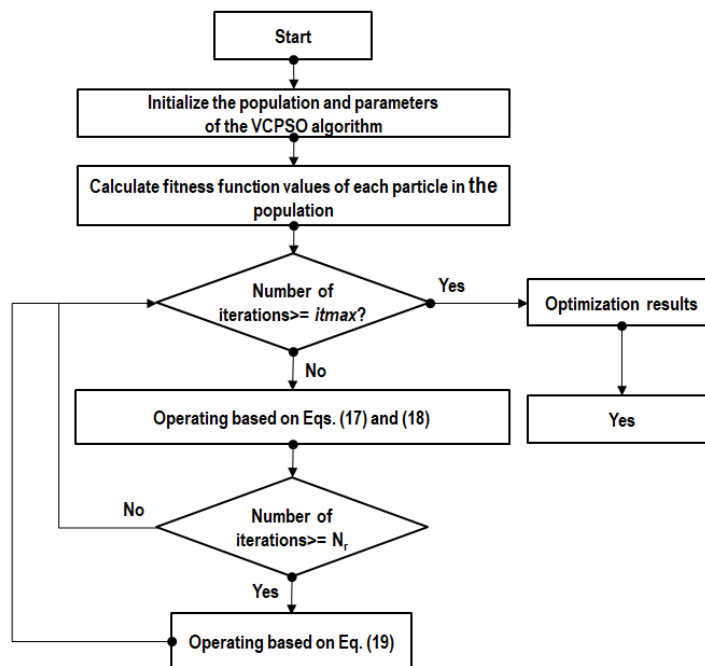 Start
Initialize the population and parameters
of the VCPSO algorithm
Calculate fitness function values of each particle in the
population
Number of
iterations>= itmax?
Yes
Optimization results
No
Operating based on Eqs. (17) and (18)
Yes
No
Number of
iterations>= Nr
Yes
Operating based on Eq. (19)